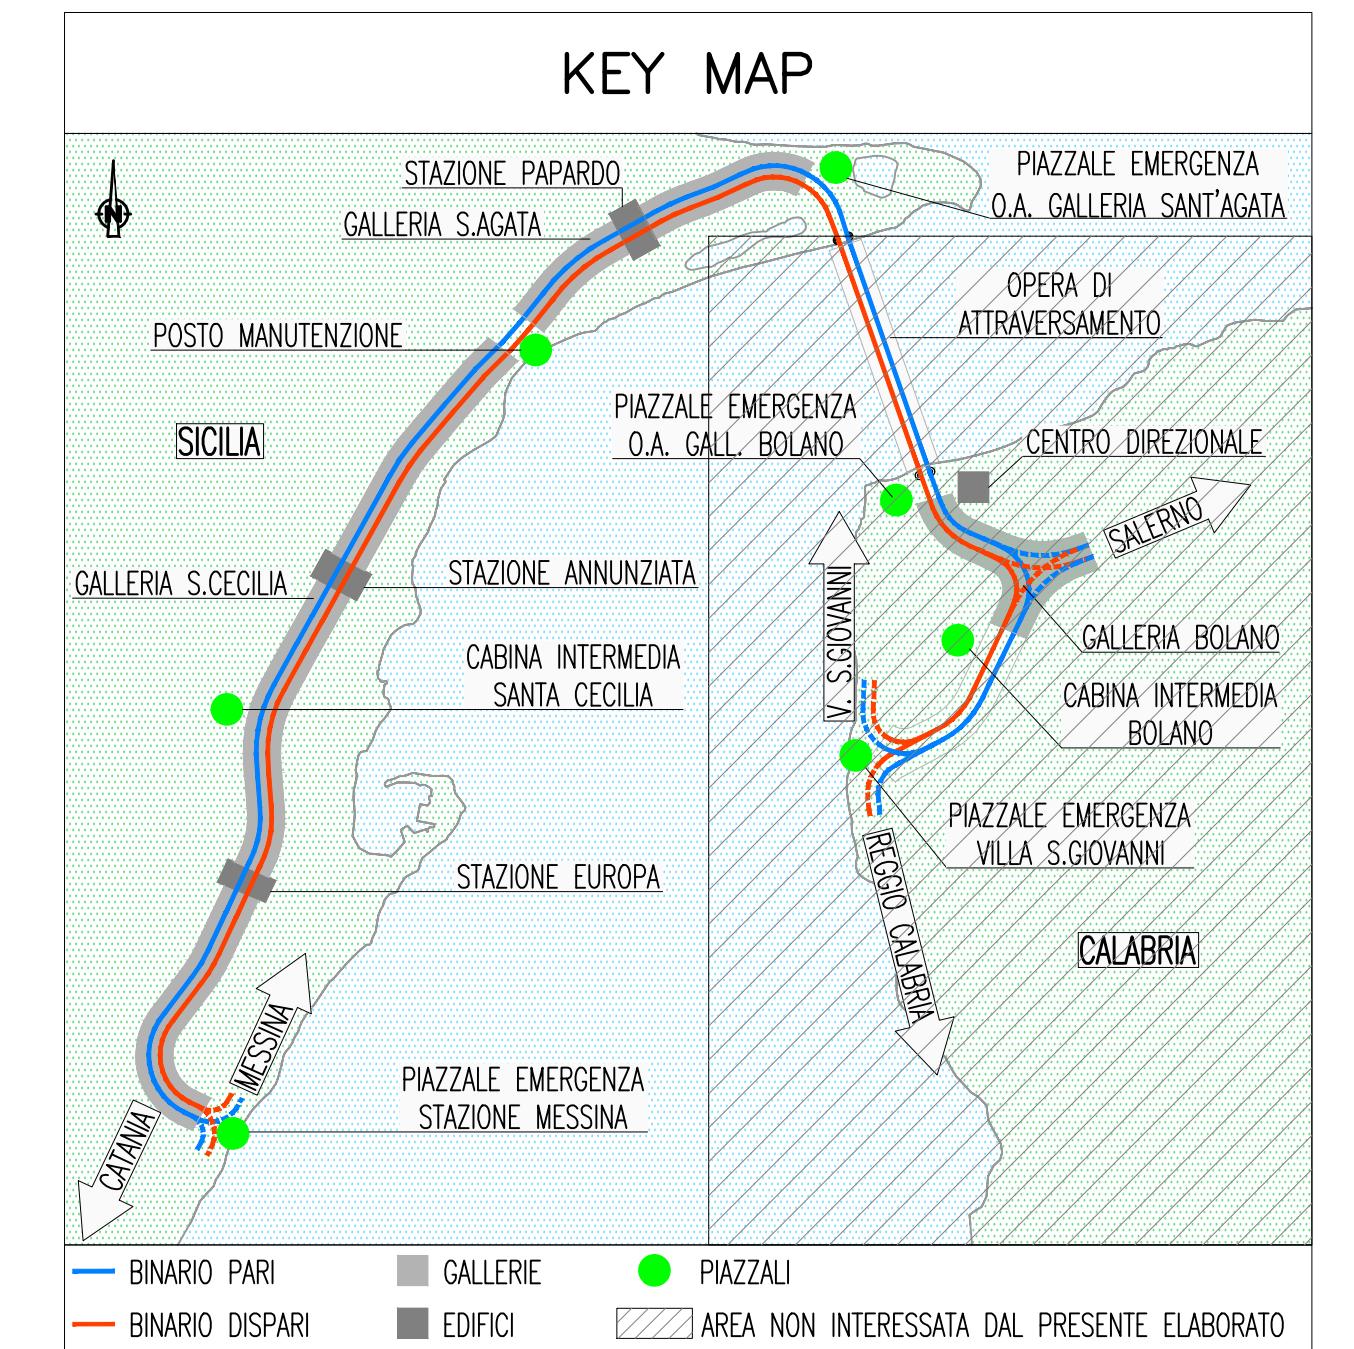 KEY MAP
N
STAZIONE PAPARDO
GALLERIA S.AGATA
PIAZZALE EMERGENZA
O.A. GALLERIA SANT'AGATA
OPERA DI
ATTRAVERSAMENTO
POSTO MANUTENZIONE
SICILIA
PIAZZALE EMERGENZA
O.A. GALL. BOLANO
CENTRO DIREZIONALE
SALERNO
GALLERIA S.CECILIA
STAZIONE ANNUNZIATA
V. S.GIOVANNI
GALLERIA BOLANO
CABINA INTERMEDIA
SANTA CECILIA
CABINA INTERMEDIA
BOLANO
PIAZZALE EMERGENZA
VILLA S.GIOVANNI
STAZIONE EUROPA
REGGIO CALABRIA
CALABRIA
MESSINA
PIAZZALE EMERGENZA
STAZIONE MESSINA
CATANIA
BINARIO PARI
GALLERIE
PIAZZALI
BINARIO DISPARI
EDIFICI
AREA NON INTERESSATA DAL PRESENTE ELABORATO